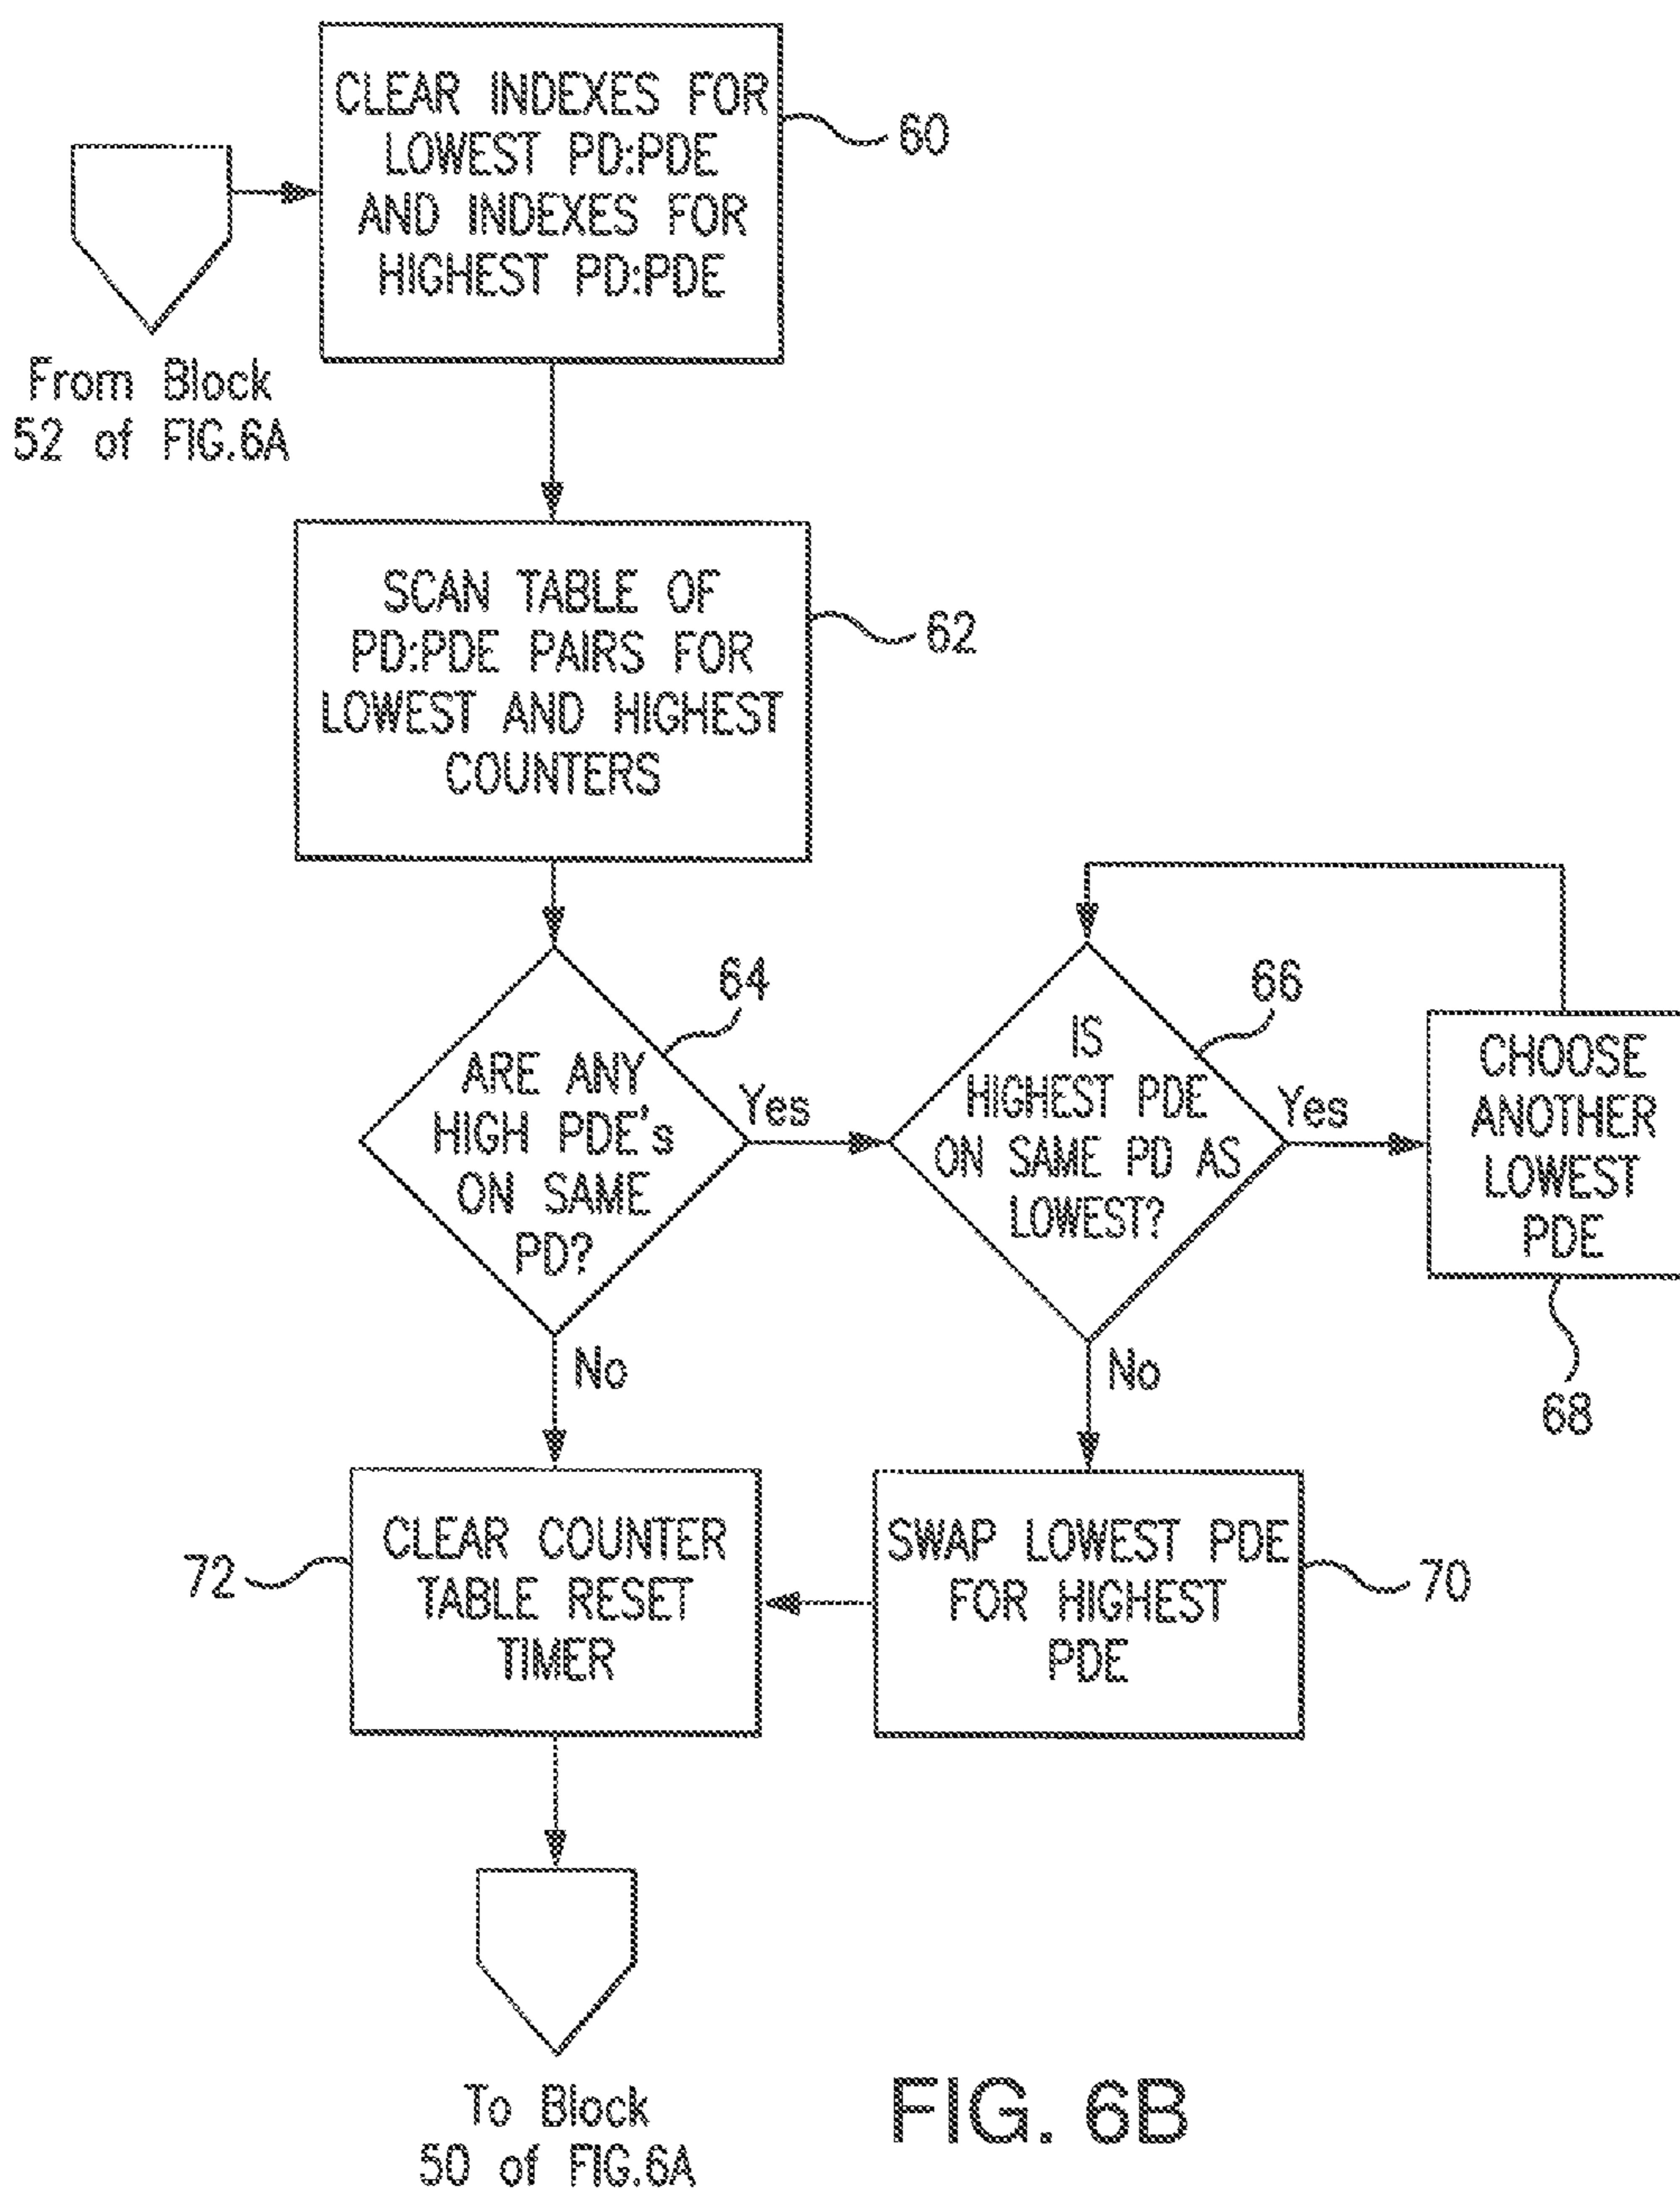 CLEAR INDEXES FOR
LOWEST PD:PDE
AND INDEXES FOR
HIGHEST PD:PDE
60
From Block
52 of FIG.6A
SCAN TABLE OF
PD:PDE PAIRS FOR
LOWEST AND HIGHEST
COUNTERS
62
ARE ANY
HIGH PDE's
ON SAME
PD?
64
Yes
No
IS
HIGHEST PDE
ON SAME PD AS
LOWEST?
66
Yes
No
CHOOSE
ANOTHER
LOWEST
PDE
68
SWAP LOWEST PDE
FOR HIGHEST
PDE
70
CLEAR COUNTER
TABLE RESET
TIMER
72
To Block
50 of FIG.6A
FIG. 6B